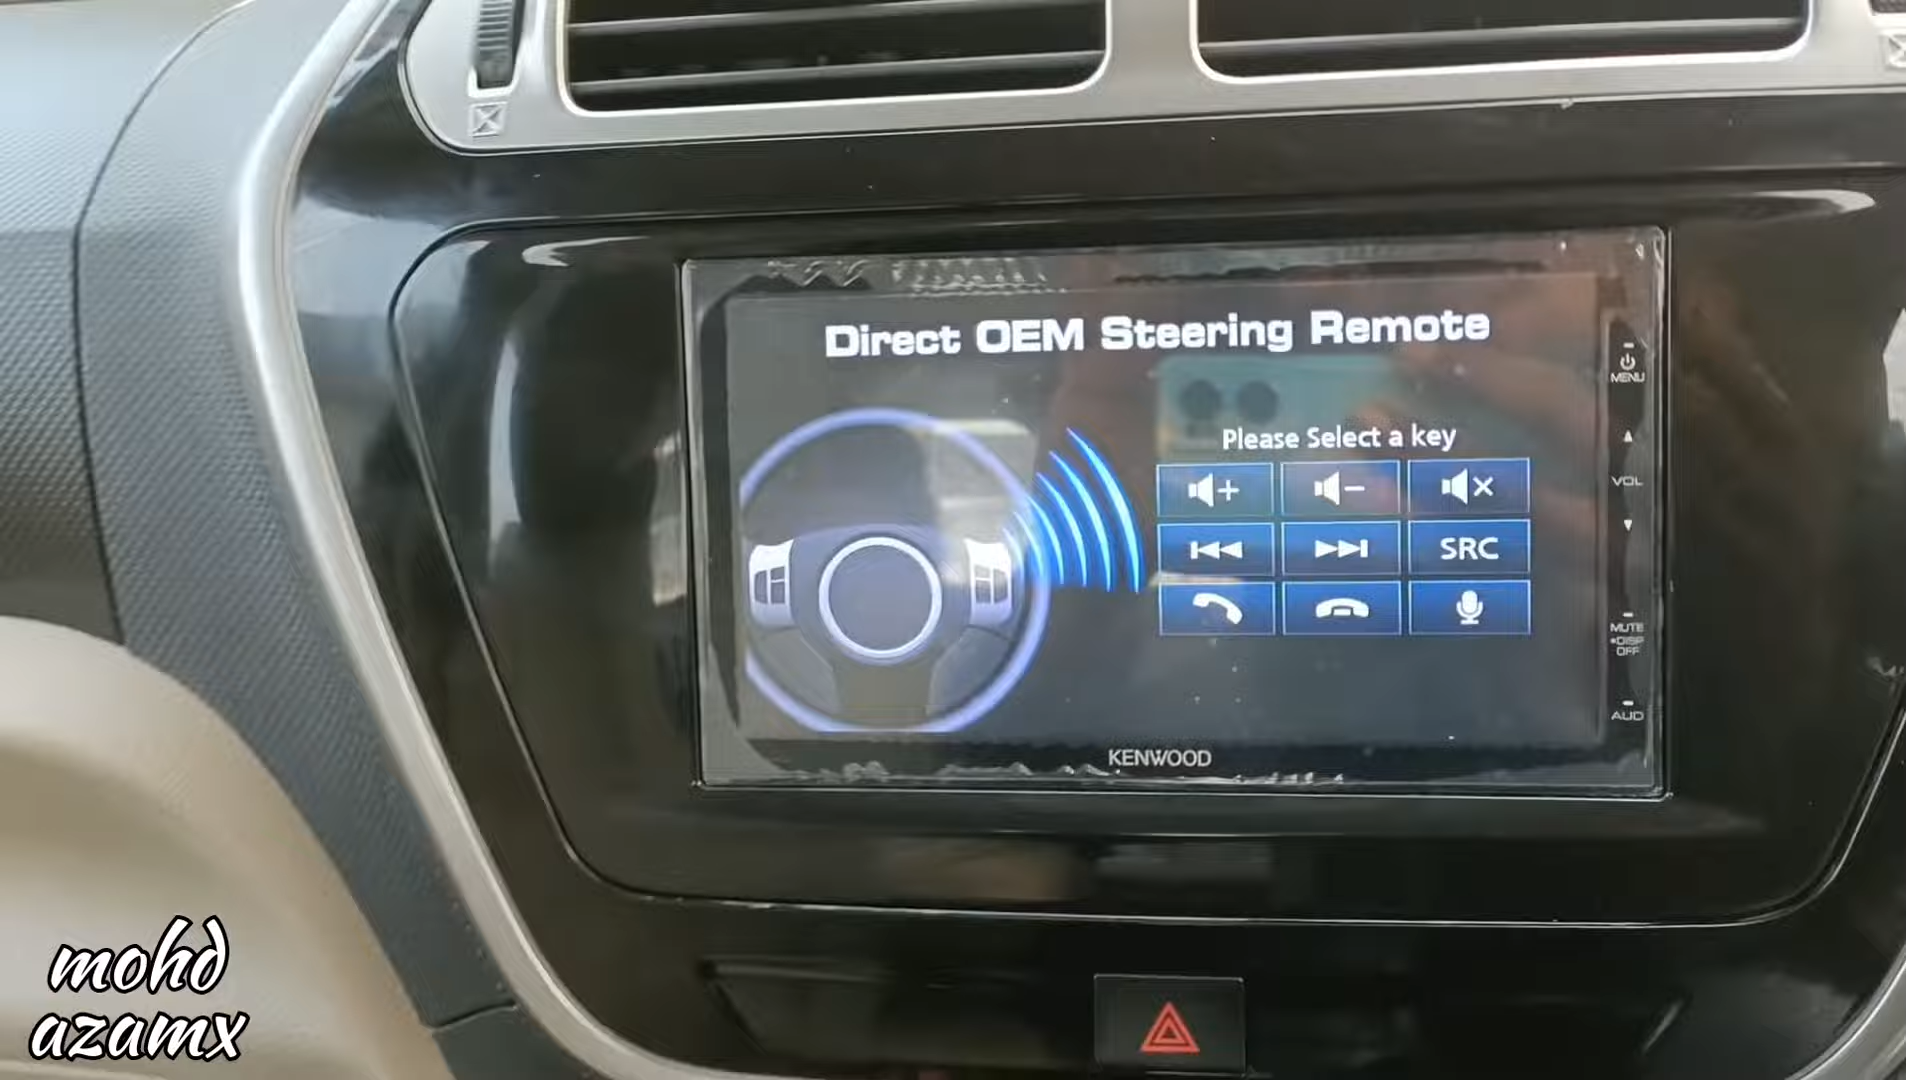 Direct OEM Steering Remote
Please Select a key
SRC
MENU
VOL
MUTE
•DISP
OFF
AUD
KENWOOD
mohd
azamx